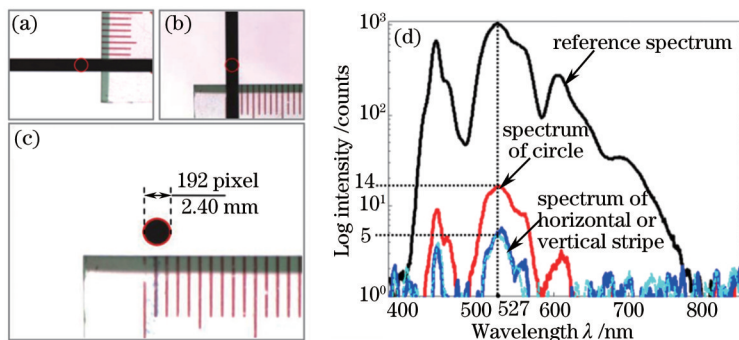 (a)
(b)
(c)
192 pixel
2.40 mm
(d)
10³
10²
14
10¹
5
10⁰
Log intensity /counts
reference spectrum
spectrum
of circle
spectrum of
horizontal or
vertical stripe
400 500 527 600 700 800
Wavelength λ /nm